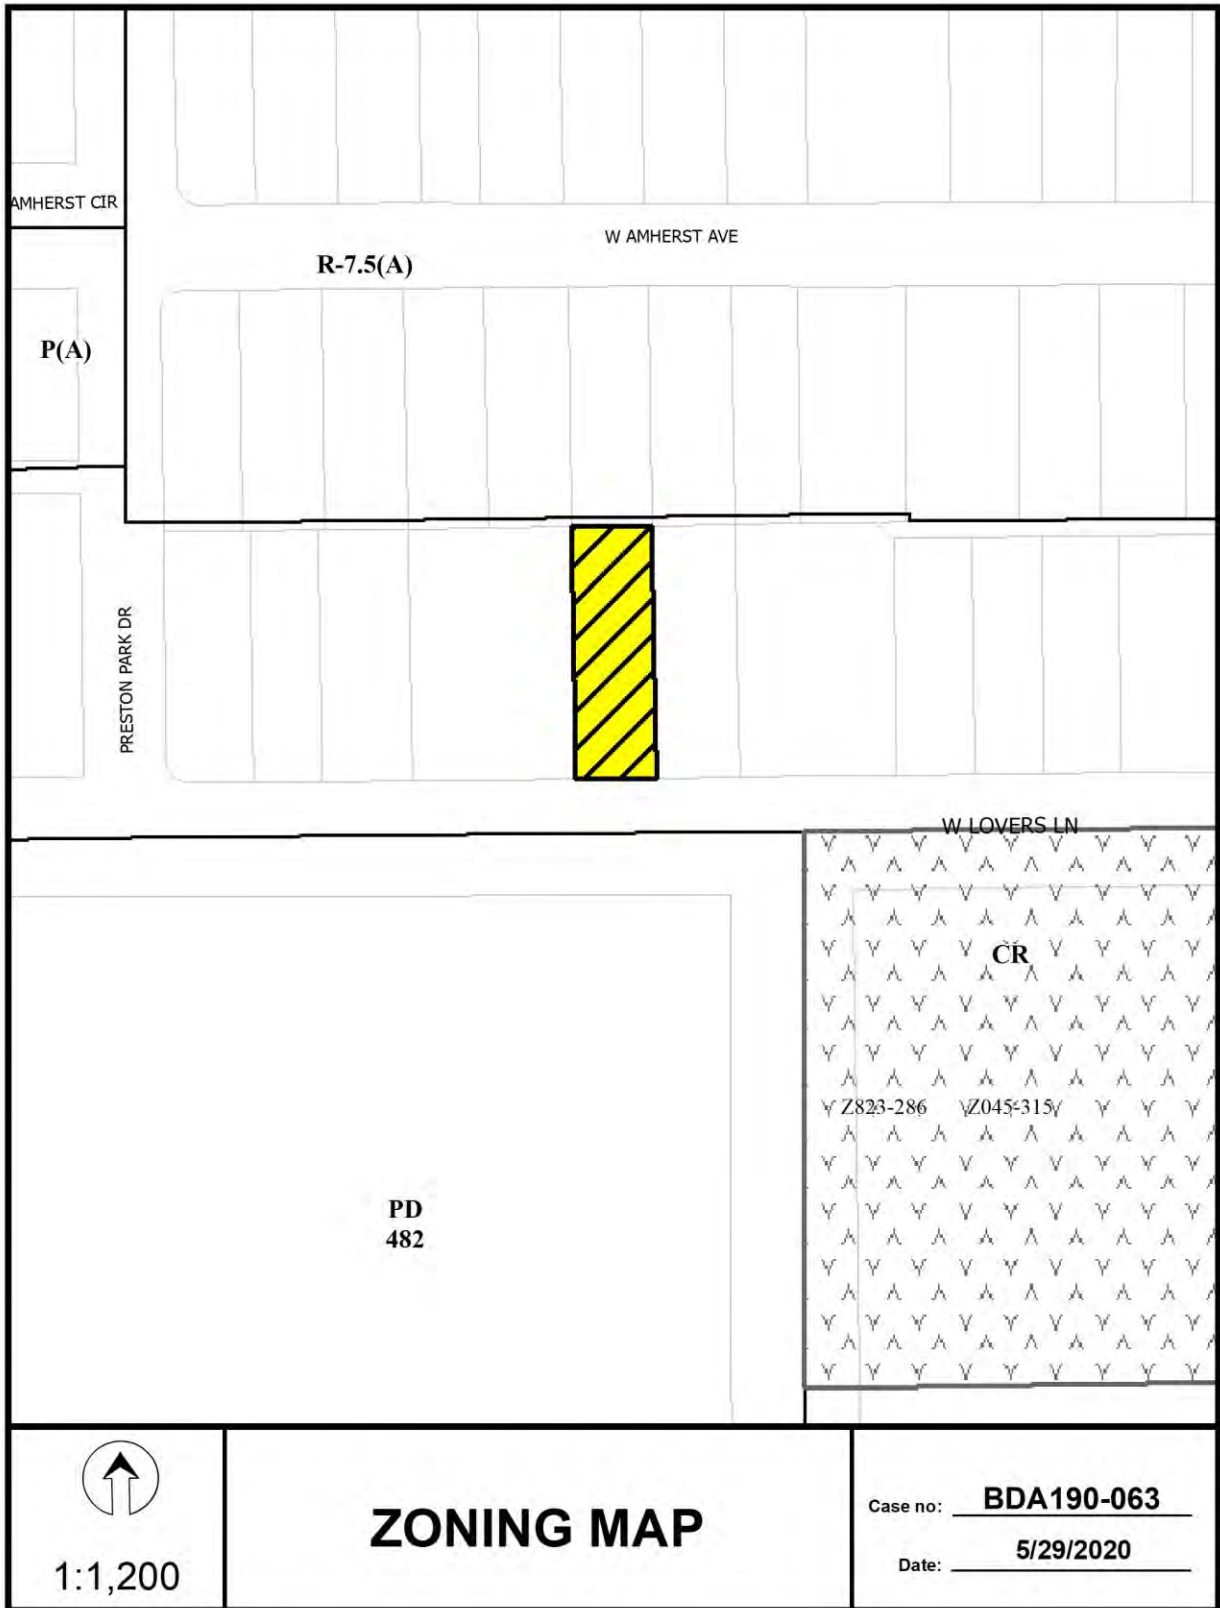 AMHERST CIR
W AMHERST AVE
R-7.5(A)
P(A)
PRESTON PARK DR
W LOVERS LN
CR
Z823-286 Z045-315
PD
482
1:1,200
ZONING MAP
Case no: BDA190-063
Date: 5/29/2020